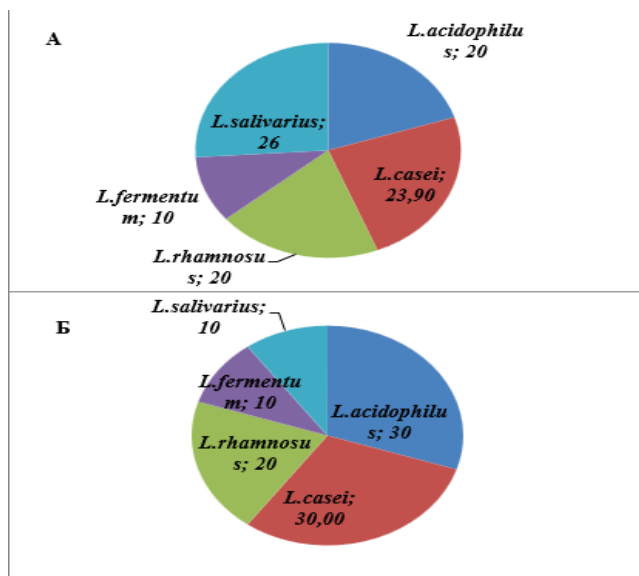 А
L.acidophilu
s; 20
L.salivarius;
26
L.casei;
23,90
L.fermentu
m; 10
L.rhamnosu
s; 20
L.salivarius;
10
Б
L.fermentu
m; 10
L.acidophilu
s; 30
L.rhamnosu
s; 20
L.casei;
30,00